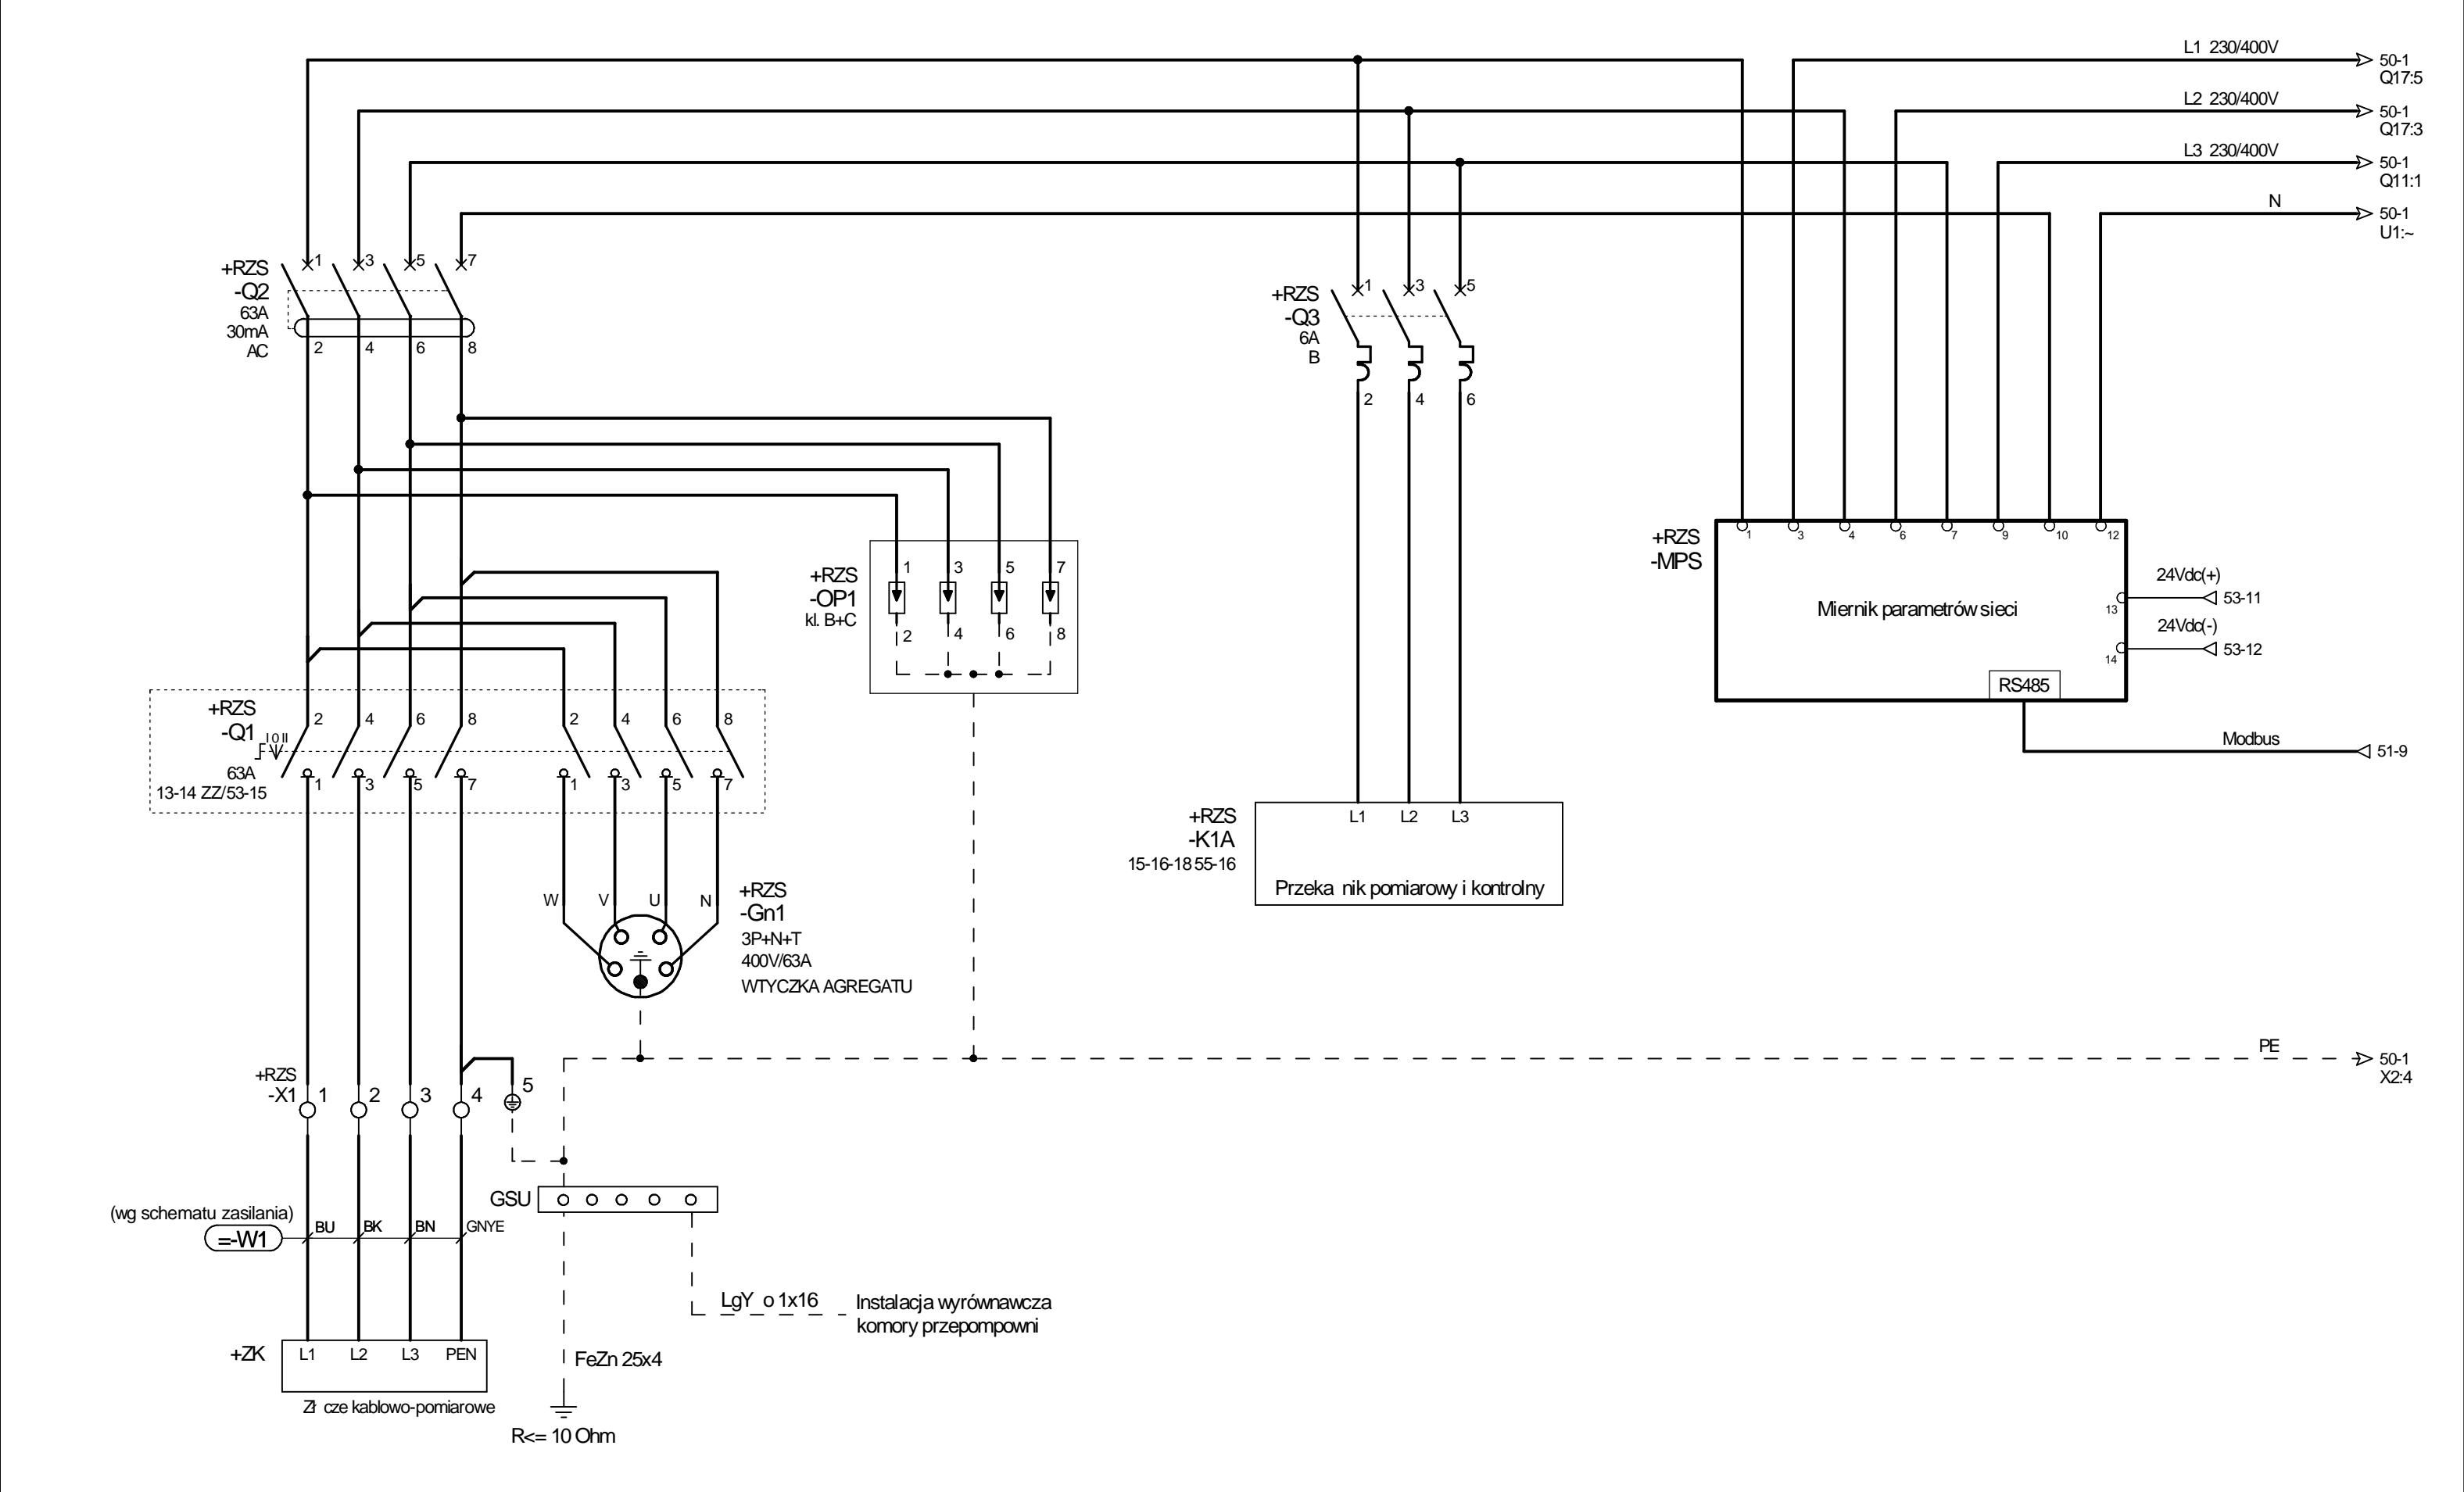 L1 230/400V
50-1
Q17:5
L2 230/400V
50-1
Q17:3
L3 230/400V
50-1
Q11:1
N
50-1
U1:~
+RZS
-Q2
63A
30mA
AC
1 3 5 7
2 4 6 8
+RZS
-Q3
6A
B
1 3 5
2 4 6
+RZS
-OP1
kl. B+C
1 3 5 7
2 4 6 8
+RZS
-MPS
1 3 4 6 7 9 10 12
Miernik parametrów sieci
13
24Vdc(+)
53-11
14
24Vdc(-)
53-12
RS485
Modbus
51-9
+RZS
-Q1
I 0 II
63A
13-14 ZZ/53-15
2 4 6 8 2 4 6 8
1 3 5 7 1 3 5 7
+RZS
-K1A
15-16-18 55-16
L1 L2 L3
Przeka nik pomiarowy i kontrolny
W V U N
+RZS
-Gn1
3P+N+T
400V/63A
WTYCZKA AGREGATU
PE
50-1
X2:4
+RZS
-X1
1 2 3 4 5
GSU
(wg schematu zasilania)
=-W1
BU BK BN GNYE
LgY o 1x16
Instalacja wyrównawcza
komory przepompowni
+ZK
L1 L2 L3 PEN
Zł cze kablowo-pomiarowe
FeZn 25x4
R<= 10 Ohm